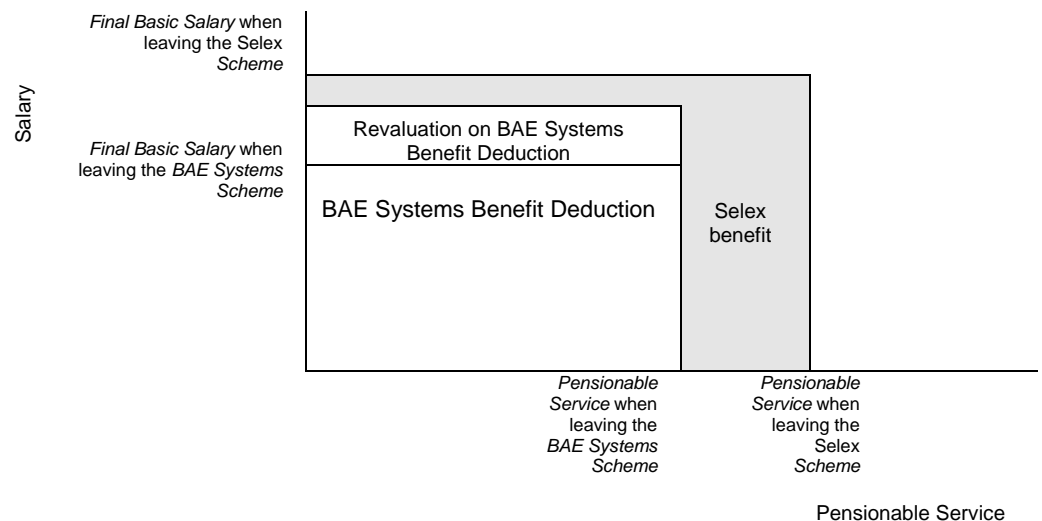 Final Basic Salary when
leaving the Selex
Scheme
Salary
Final Basic Salary when
leaving the BAE Systems
Scheme
Revaluation on BAE Systems
Benefit Deduction
BAE Systems Benefit Deduction
Selex
benefit
Pensionable
Service when
leaving the
BAE Systems
Scheme
Pensionable
Service when
leaving the
Selex
Scheme
Pensionable Service